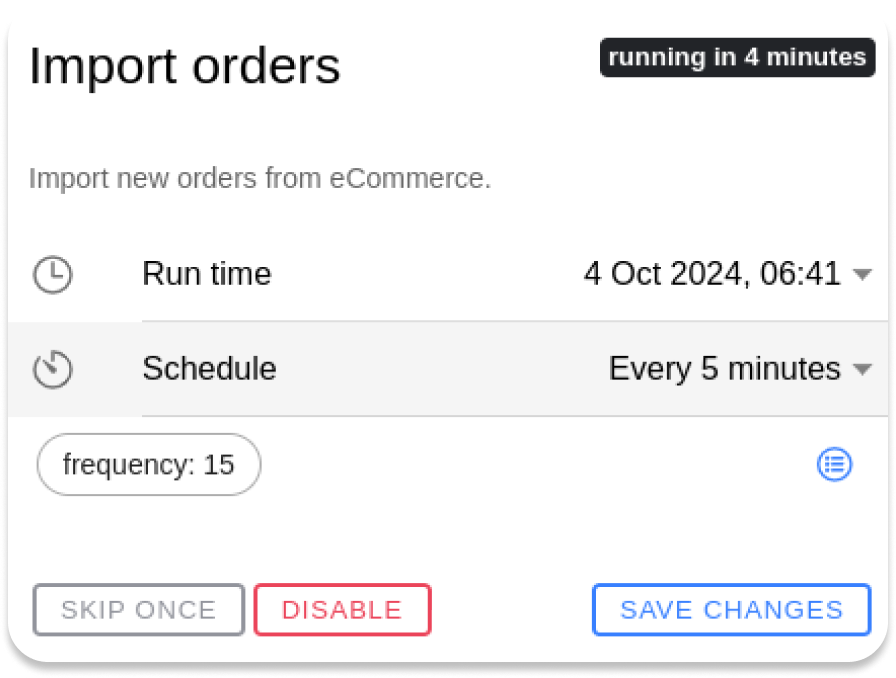 Import orders
running in 4 minutes
Import new orders from eCommerce.
Run time
4 Oct 2024, 06:41
Schedule
Every 5 minutes
frequency: 15
SKIP ONCE
DISABLE
SAVE CHANGES